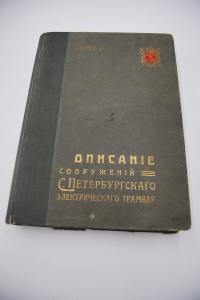 ОПИСАНІЕ
СООРУЖЕНІЙ
С.ПЕТЕРБУРГСКАГО
ЭЛЕКТРИЧЕСКАГО ТРАМВАЯ